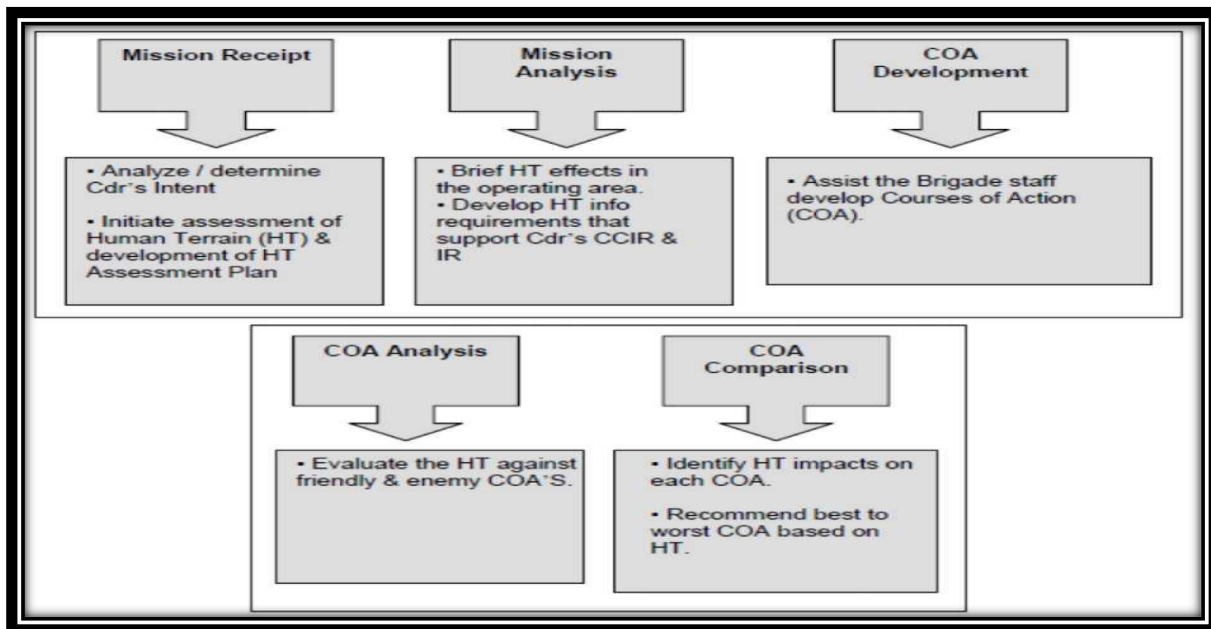 Mission Receipt
• Analyze / determine
Cdr's Intent
• Initiate assessment of
Human Terrain (HT) &
development of HT
Assessment Plan
Mission
Analysis
• Brief HT effects in
the operating area.
• Develop HT info
requirements that
support Cdr's CCIR &
IR
COA
Development
• Assist the Brigade staff
develop Courses of Action
(COA).
COA Analysis
• Evaluate the HT against
friendly & enemy COA'S.
COA
Comparison
• Identify HT impacts on
each COA.
• Recommend best to
worst COA based on
HT.